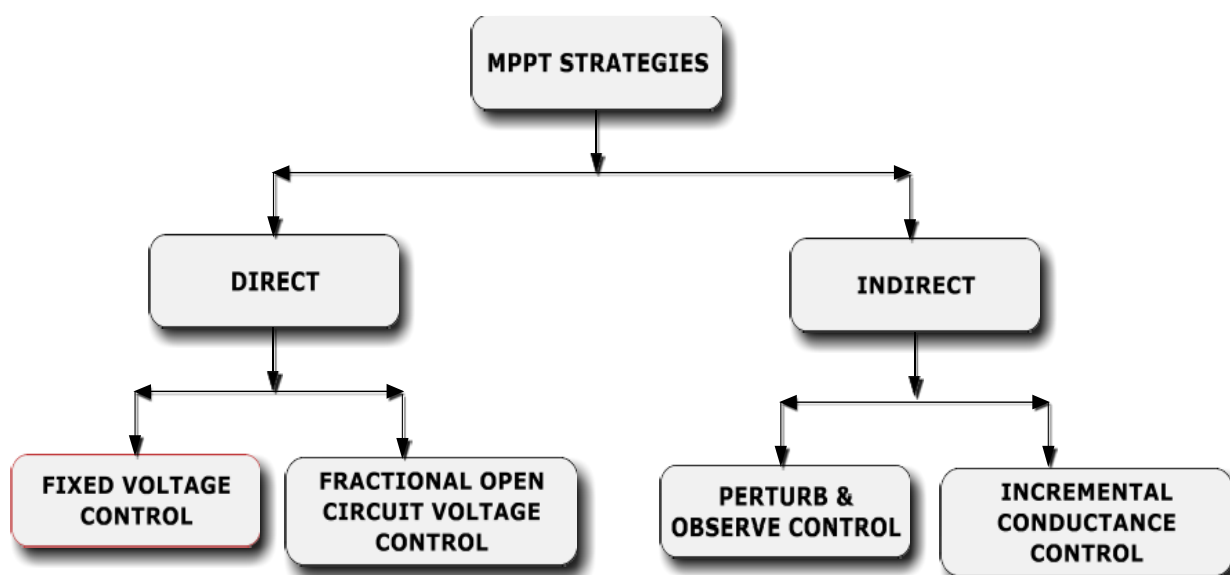 MPPT STRATEGIES
DIRECT
INDIRECT
FIXED VOLTAGE
CONTROL
FRACTIONAL OPEN
CIRCUIT VOLTAGE
CONTROL
PERTURB &
OBSERVE CONTROL
INCREMENTAL
CONDUCTANCE
CONTROL